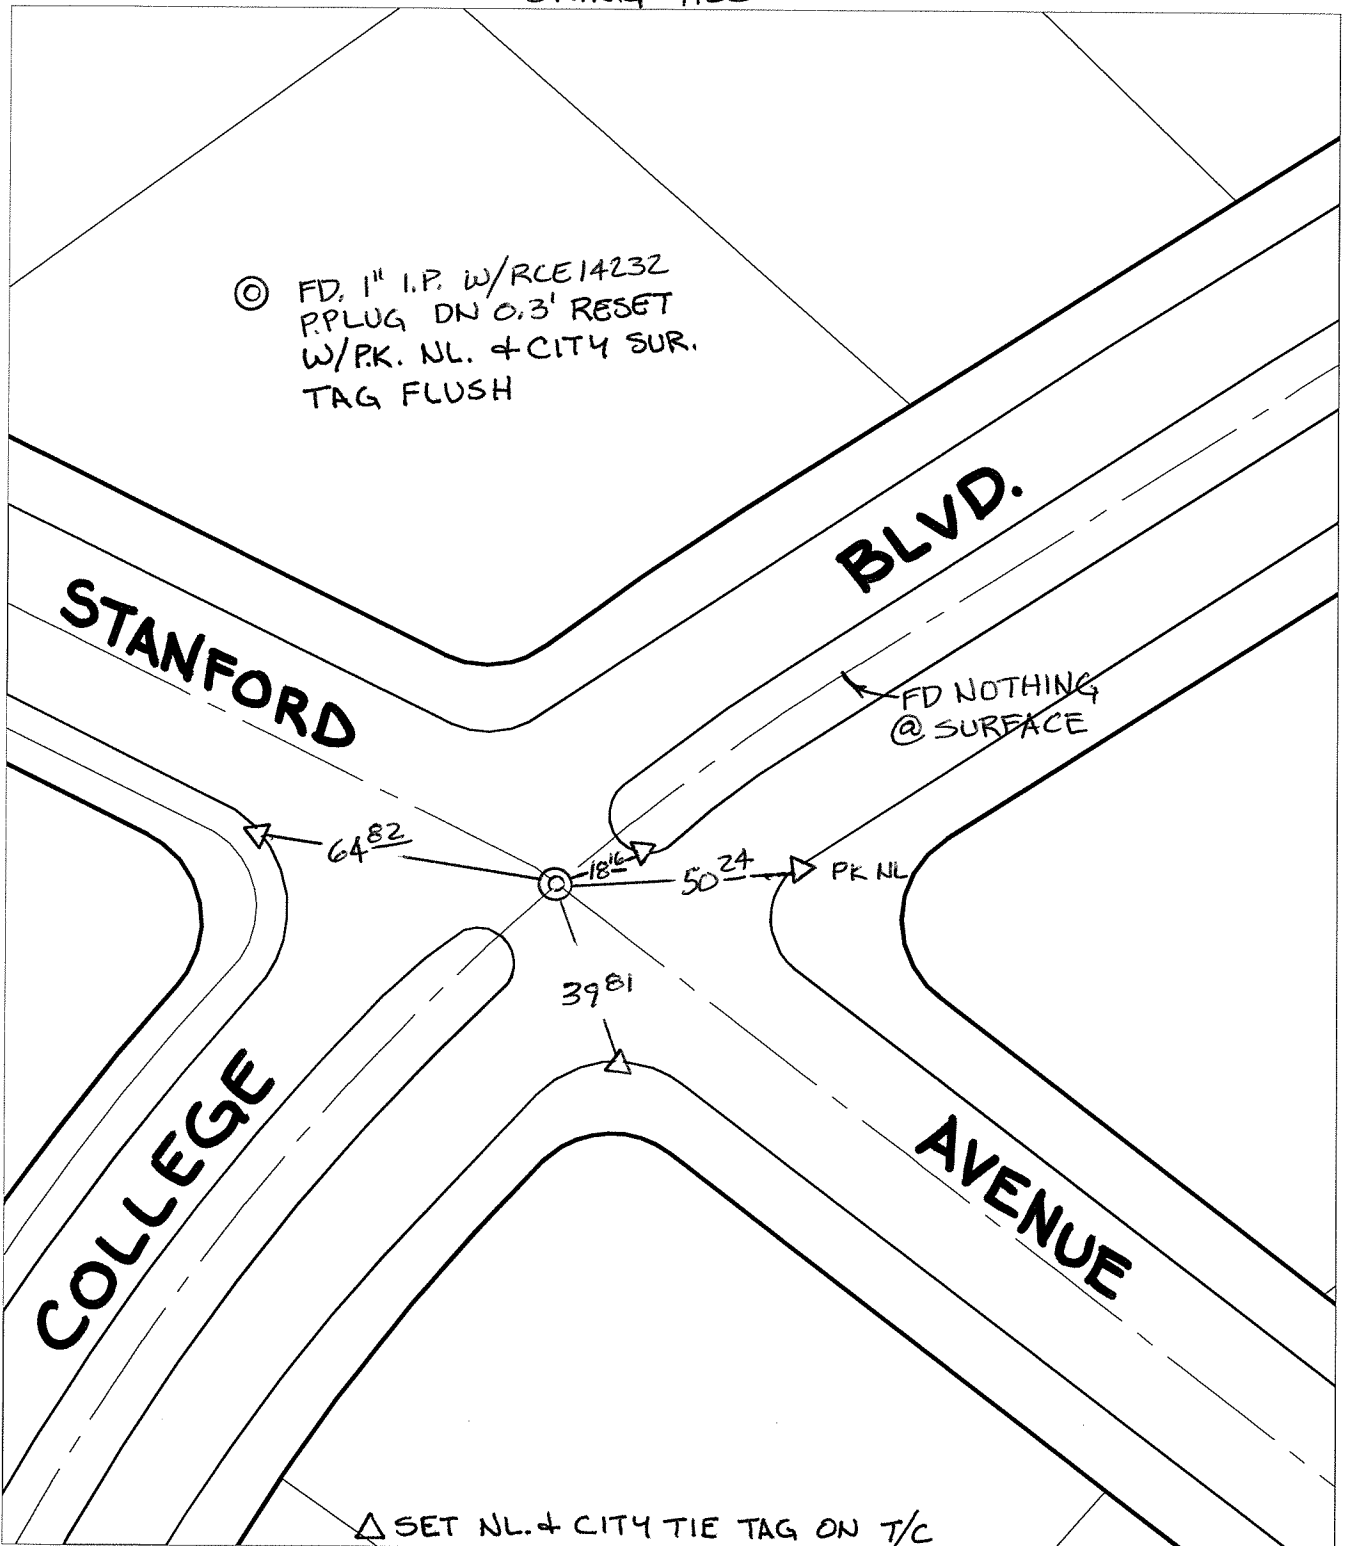 ◎ FD. 1" I.P. W/RCE14232
P.PLUG DN 0.3' RESET
W/P.K. NL. & CITY SUR.
TAG FLUSH
BLVD.
STANFORD
FD NOTHING
@ SURFACE
64 82
18 16
50 24
PK NL
39 81
COLLEGE
AVENUE
△ SET NL. & CITY TIE TAG ON T/C